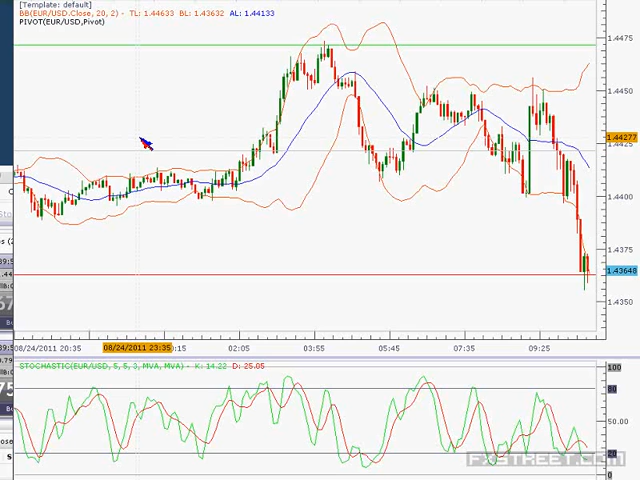 [Template: default]
BB(EUR/USD.Close, 20, 2) - TL: 1.44633 BL: 1.43632 AL: 1.44133
PIVOT(EUR/USD,Pivot)
1.4475
1.4450
1.44277
1.4425
1.4400
1.4375
1.43648
1.4350
08/24/2011 20:35 08/24/2011 23:35 0:15 02:05 03:55 05:45 07:35 09:25
STOCHASTIC(EUR/USD, 5, 5, 3, MVA, MVA) - K: 14.22 D: 25.05
100
80
50.00
20
0
FXSTREET.COM